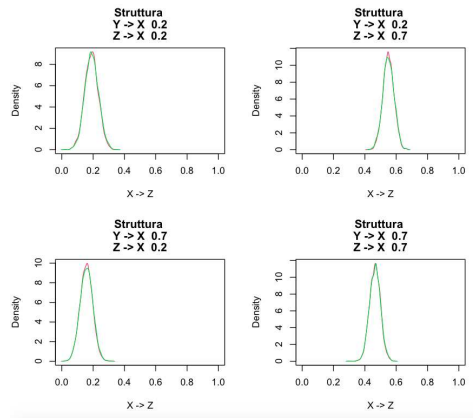 Struttura
Y -> X 0.2
Z -> X 0.2
Density
0 2 4 6 8
0.0 0.2 0.4 0.6 0.8 1.0
X -> Z
Struttura
Y -> X 0.2
Z -> X 0.7
Density
0 2 4 6 8 10
0.0 0.2 0.4 0.6 0.8 1.0
X -> Z
Struttura
Y -> X 0.7
Z -> X 0.2
Density
0 2 4 6 8 10
0.0 0.2 0.4 0.6 0.8 1.0
X -> Z
Struttura
Y -> X 0.7
Z -> X 0.7
Density
0 2 4 6 8 10
0.0 0.2 0.4 0.6 0.8 1.0
X -> Z